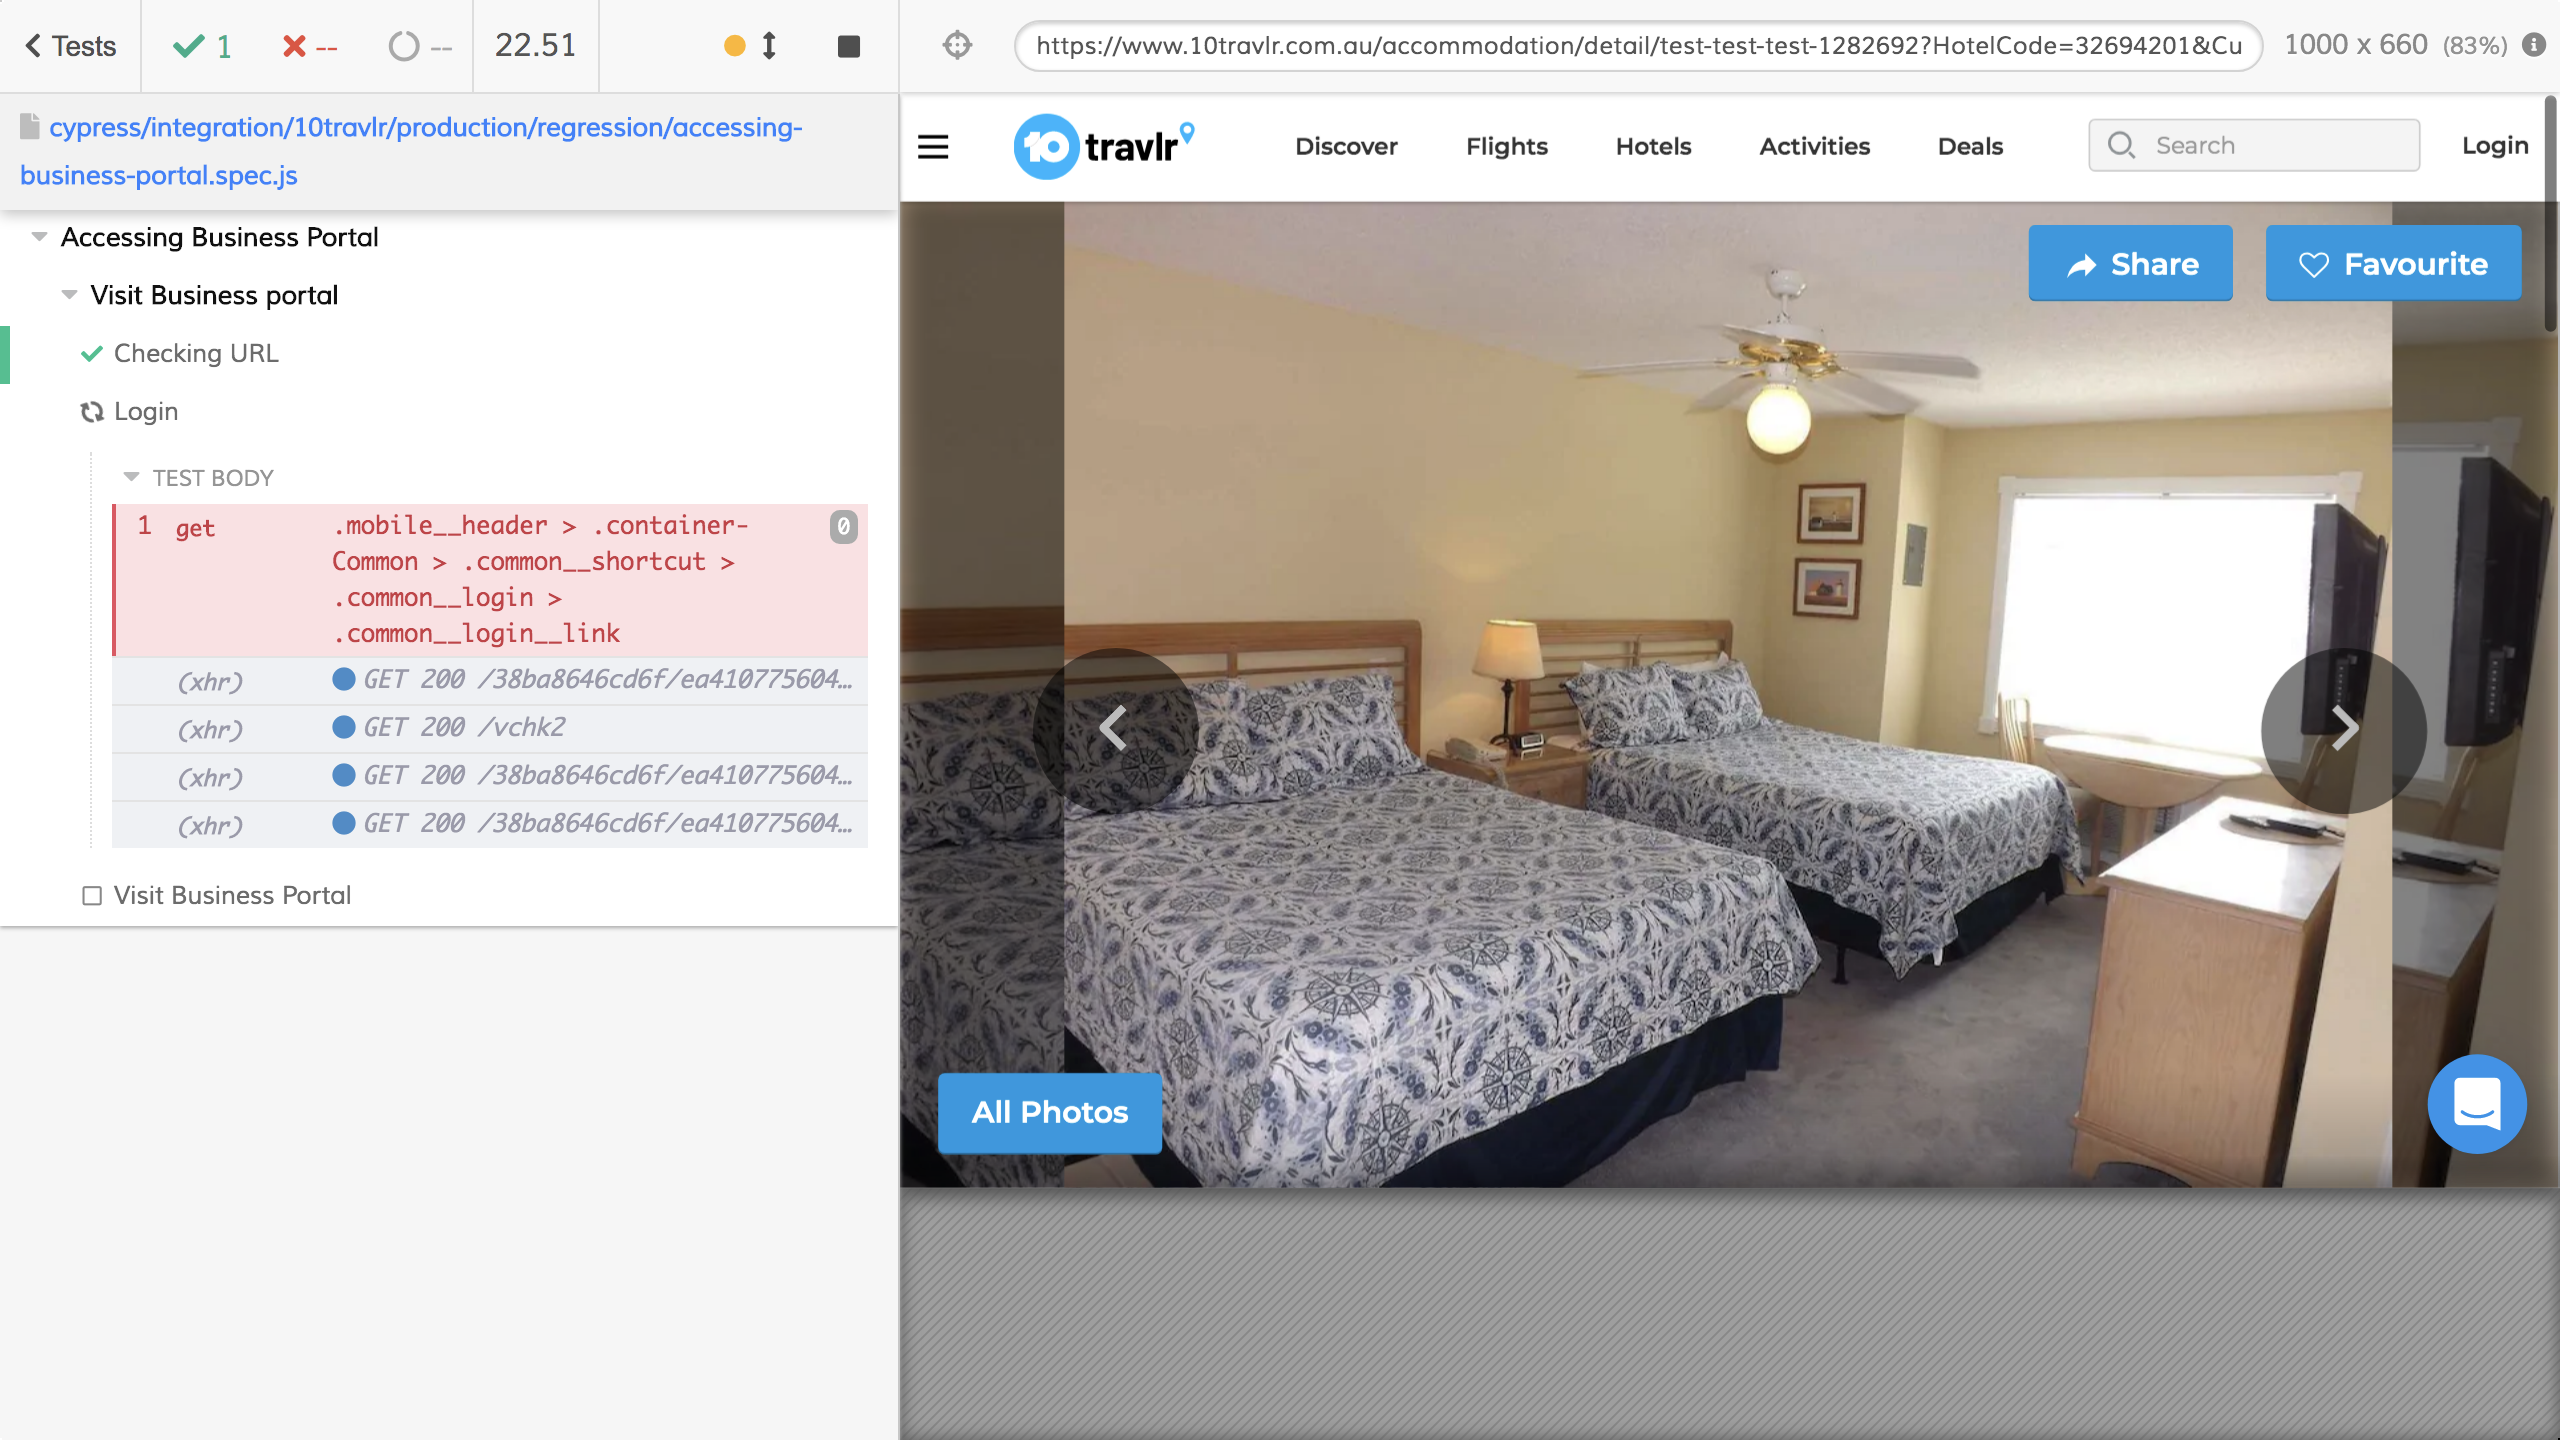 Tests
1
--
--
22.51
https://www.10travlr.com.au/accommodation/detail/test-test-test-1282692?HotelCode=32694201&Cu
1000 x 660 (83%)
cypress/integration/10travlr/production/regression/accessing-
business-portal.spec.js
Accessing Business Portal
Visit Business portal
Checking URL
Login
TEST BODY
1 get .mobile__header > .container-
Common > .common__shortcut >
.common__login >
.common__login__link
0
(xhr) GET 200 /38ba8646cd6f/ea410775604…
(xhr) GET 200 /vchk2
(xhr) GET 200 /38ba8646cd6f/ea410775604…
(xhr) GET 200 /38ba8646cd6f/ea410775604…
Visit Business Portal
10 travlr
Discover
Flights
Hotels
Activities
Deals
Search
Login
Share
Favourite
All Photos